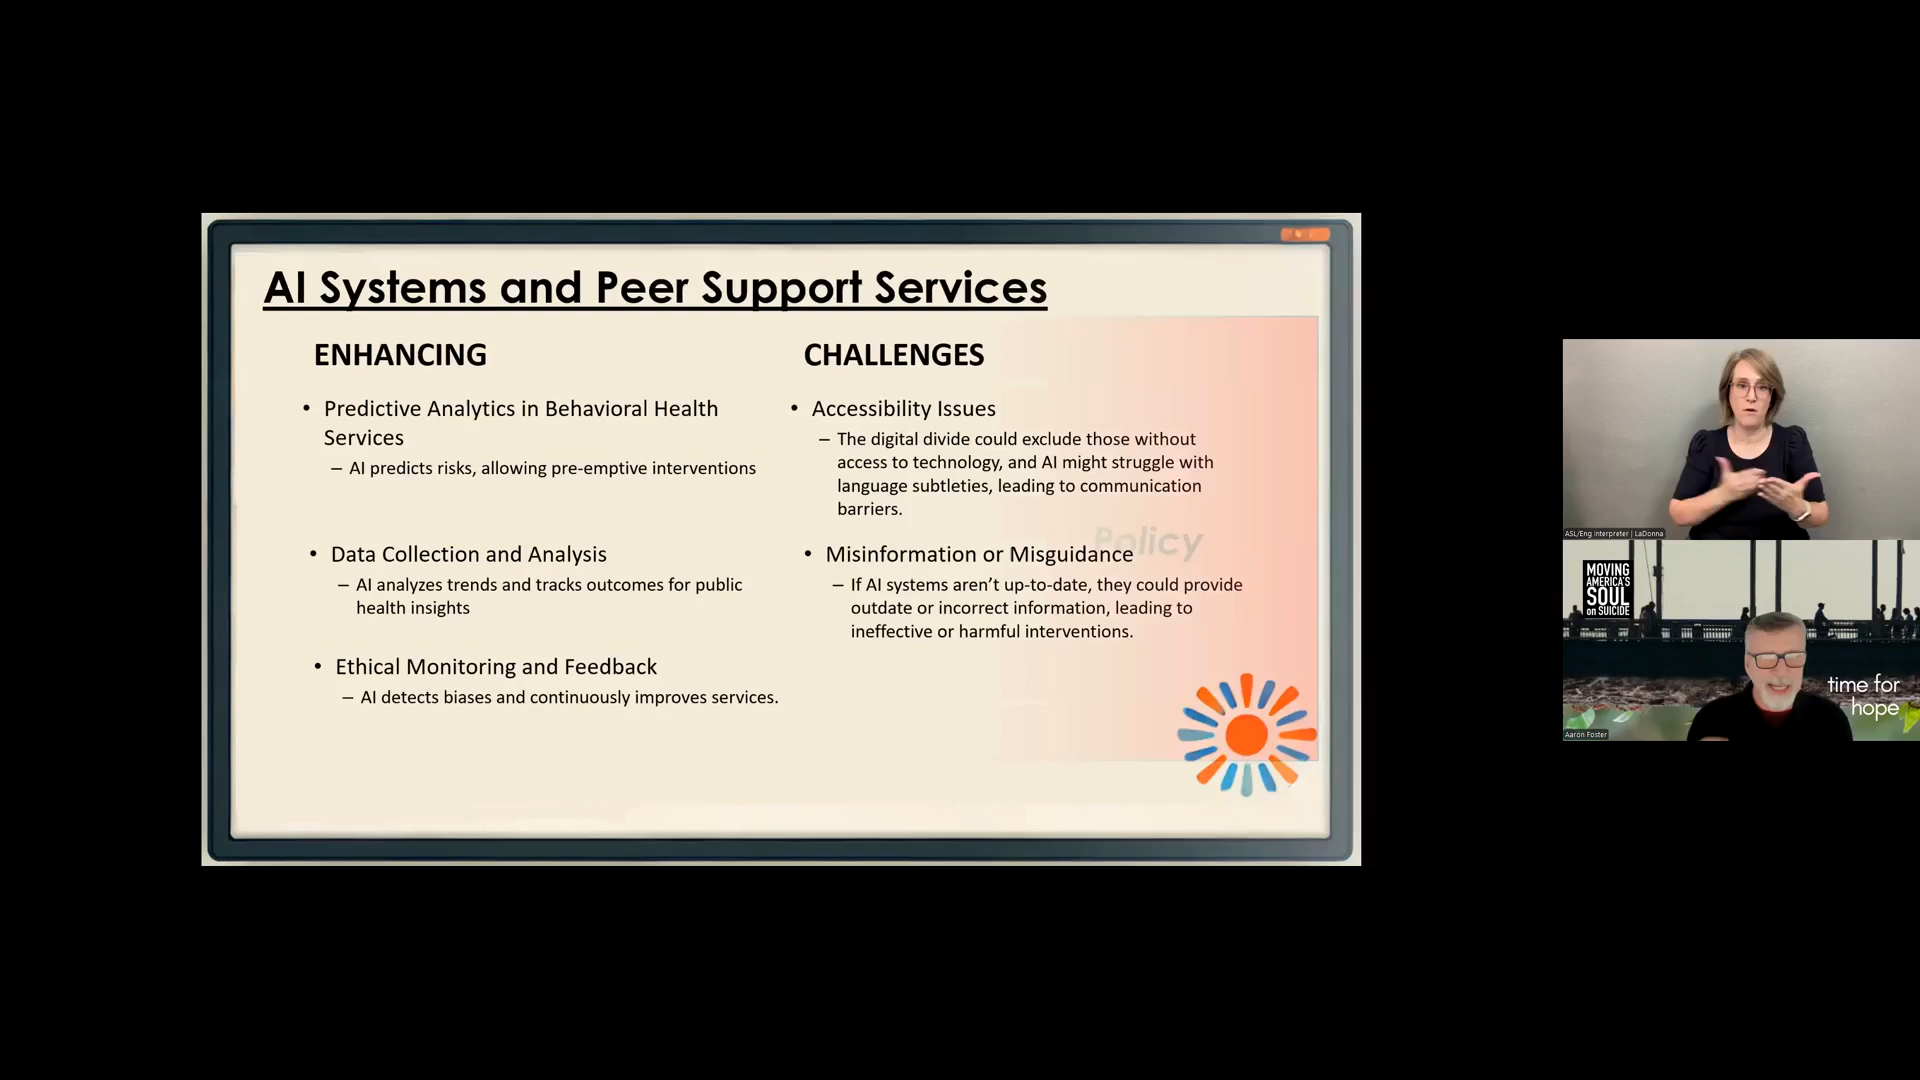 AI Systems and Peer Support Services
ENHANCING
• Predictive Analytics in Behavioral Health
Services
– AI predicts risks, allowing pre-emptive interventions
• Data Collection and Analysis
– AI analyzes trends and tracks outcomes for public
health insights
• Ethical Monitoring and Feedback
– AI detects biases and continuously improves services.
CHALLENGES
• Accessibility Issues
– The digital divide could exclude those without
access to technology, and AI might struggle with
language subtleties, leading to communication
barriers.
• Misinformation or Misguidance
– If AI systems aren’t up-to-date, they could provide
outdate or incorrect information, leading to
ineffective or harmful interventions.
Policy
ASL/Eng Interpreter | LaDonna
MOVING
AMERICA'S
SOUL
on SUICIDE
time for
hope
Aaron Foster